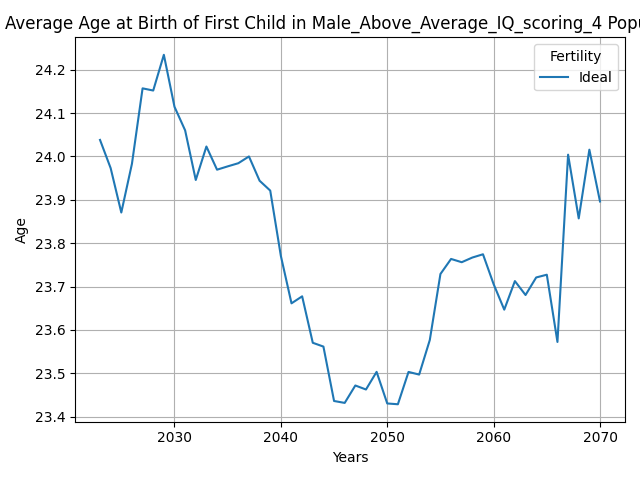 Average Age at Birth of First Child in Male_Above_Average_IQ_scoring_4
Fertility
Ideal
24.2
24.1
24.0
23.9
23.8
23.7
23.6
23.5
23.4
Age
2030 2040 2050 2060 2070
Years